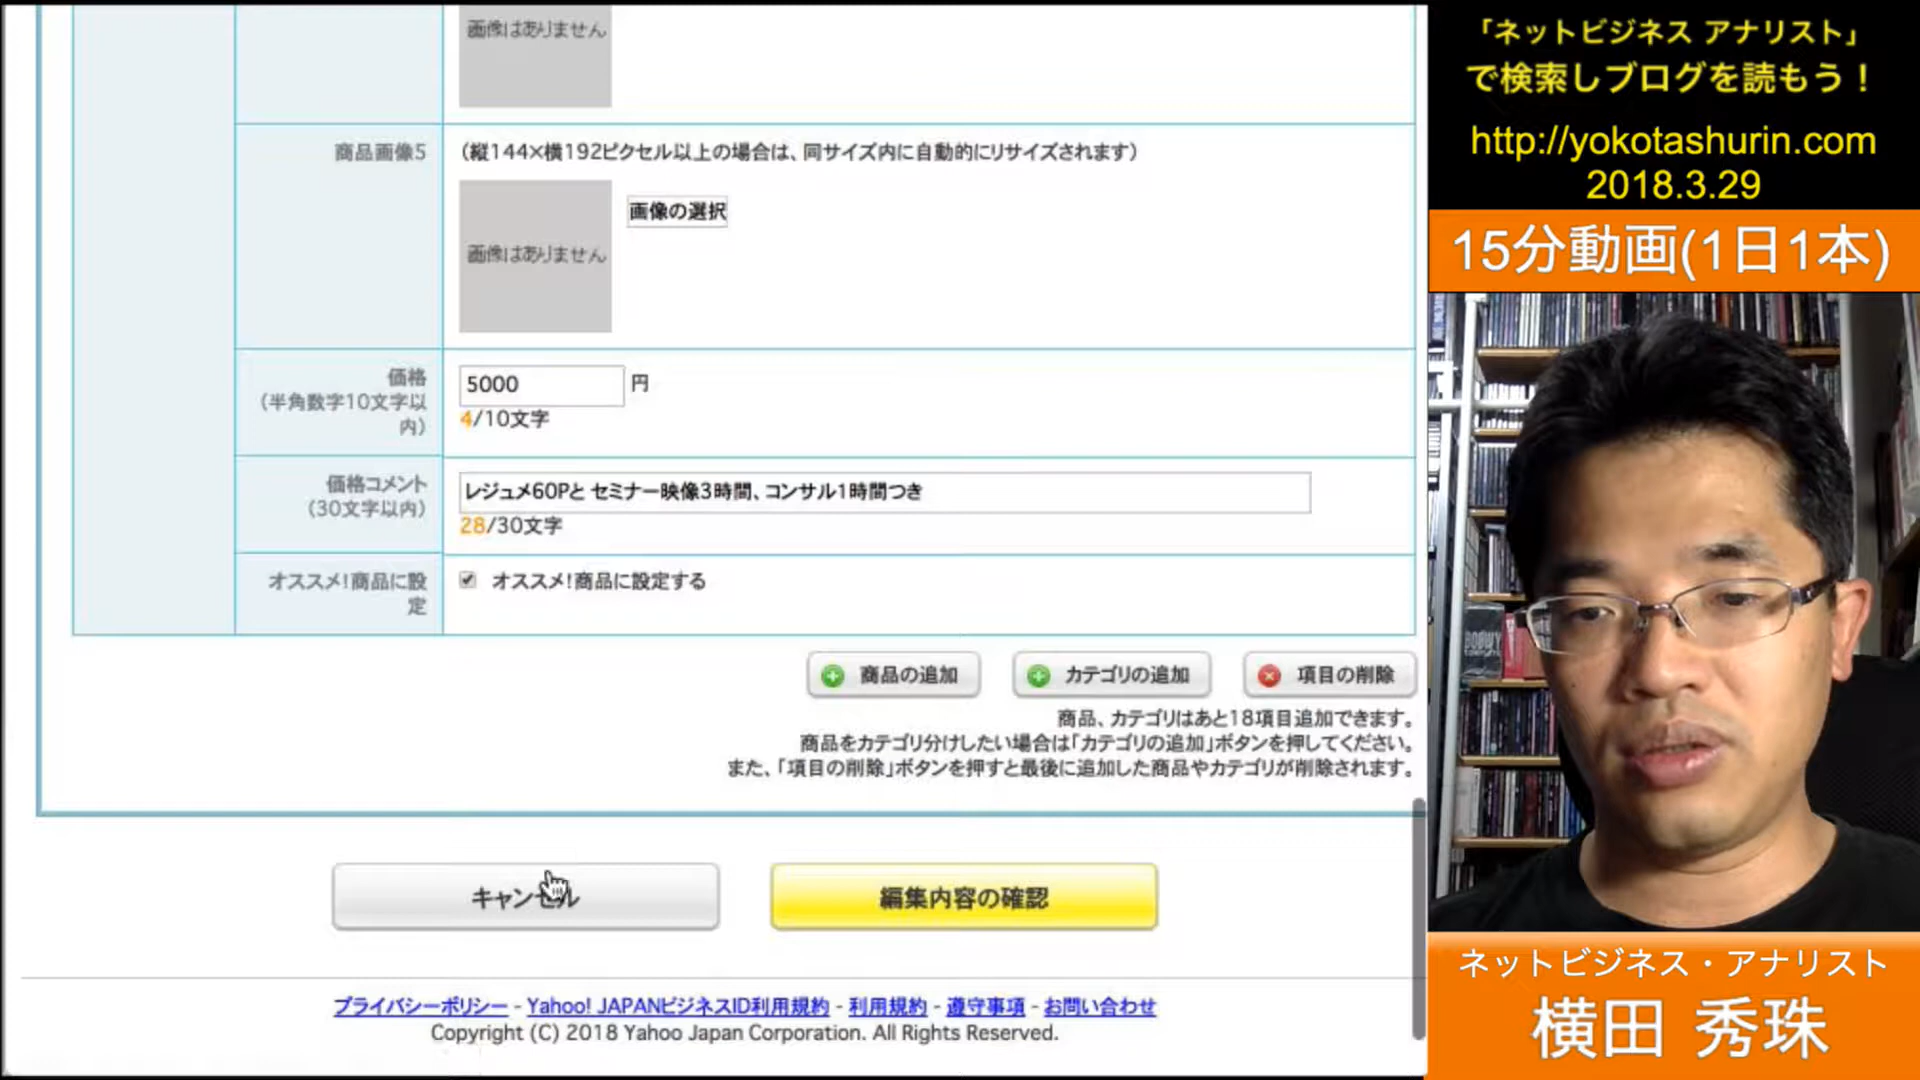 画像はありません
商品画像5
(縦144×横192ピクセル以上の場合は、同サイズ内に自動的にリサイズされます)
画像はありません
画像の選択
価格
(半角数字10文字以
内)
5000
円
4/10文字
価格コメント
(30文字以内)
レジュメ60Pと セミナー映像3時間、コンサル1時間つき
28/30文字
オススメ!商品に設
定
オススメ!商品に設定する
商品の追加
カテゴリの追加
項目の削除
商品、カテゴリはあと18項目追加できます。
商品をカテゴリ分けしたい場合は「カテゴリの追加」ボタンを押してください。
また、「項目の削除」ボタンを押すと最後に追加した商品やカテゴリが削除されます。
キャンセル
編集内容の確認
プライバシーポリシー - Yahoo! JAPANビジネスID利用規約 - 利用規約 - 遵守事項 - お問い合わせ
Copyright (C) 2018 Yahoo Japan Corporation. All Rights Reserved.
「ネットビジネス アナリスト」
で検索しブログを読もう!
http://yokotashurin.com
2018.3.29
15分動画(1日1本)
ネットビジネス・アナリスト
横田 秀珠